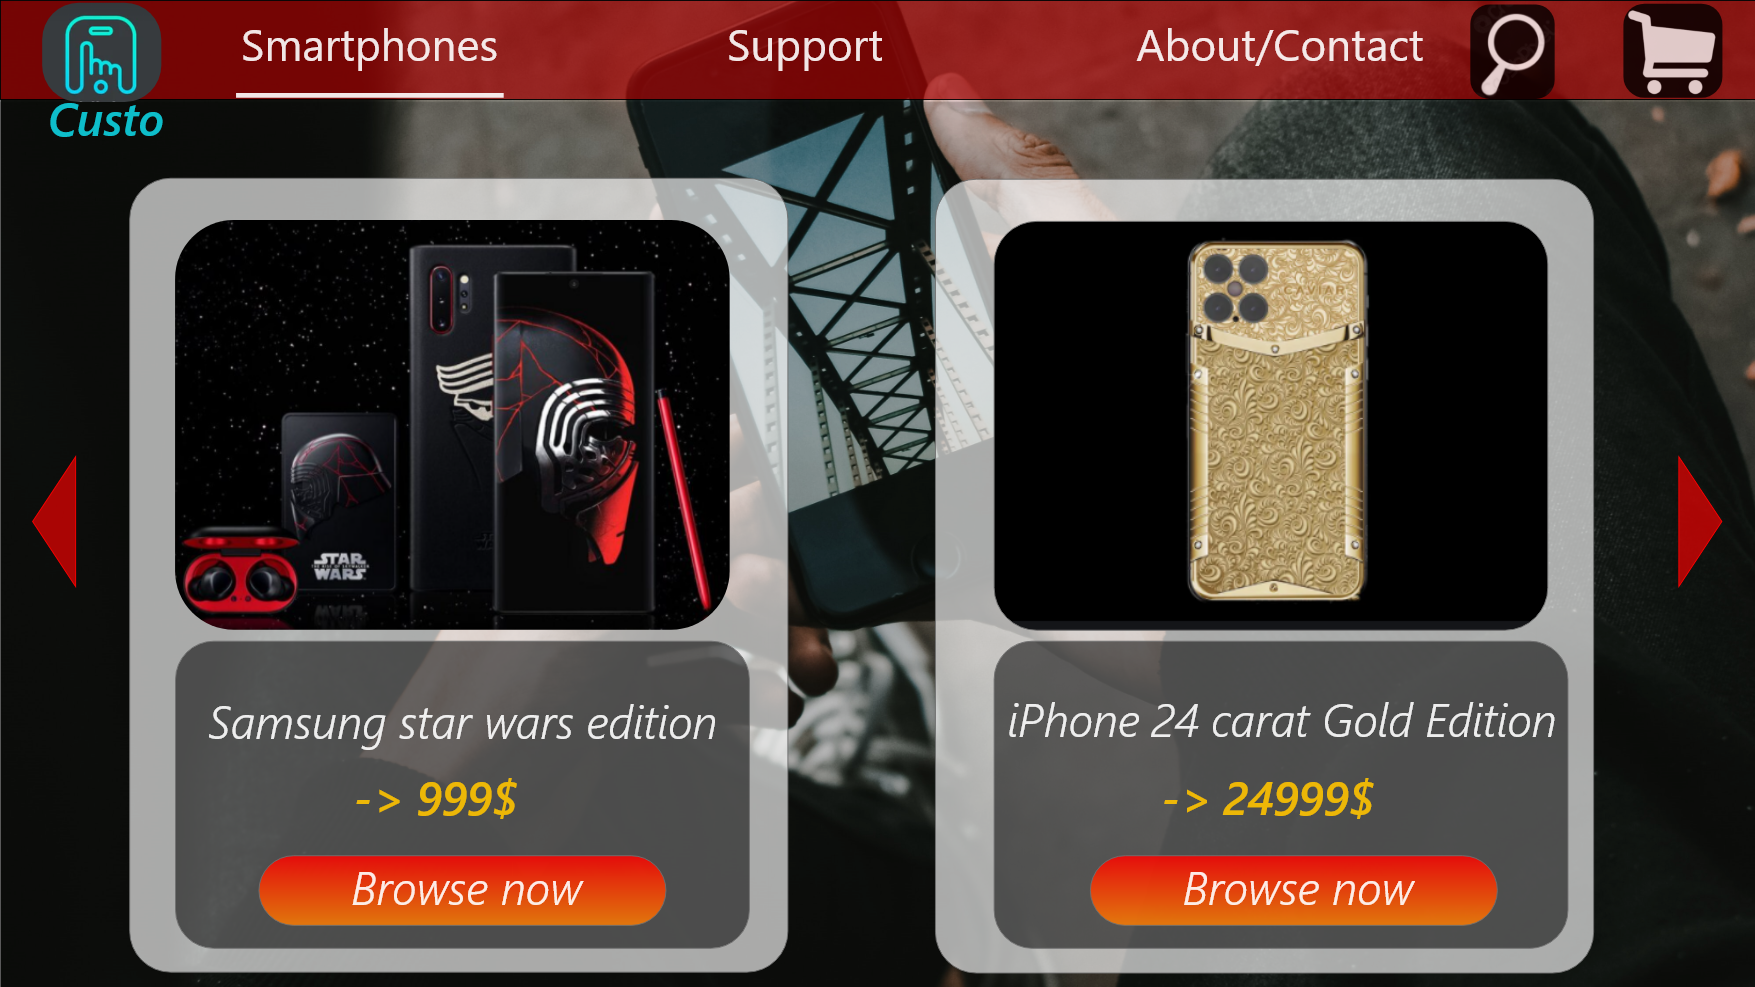 Smartphones
Support
About/Contact
Custo
CAVIAR
STAR
WARS
Samsung star wars edition
iPhone 24 carat Gold Edition
-> 999$
-> 24999$
Browse now
Browse now